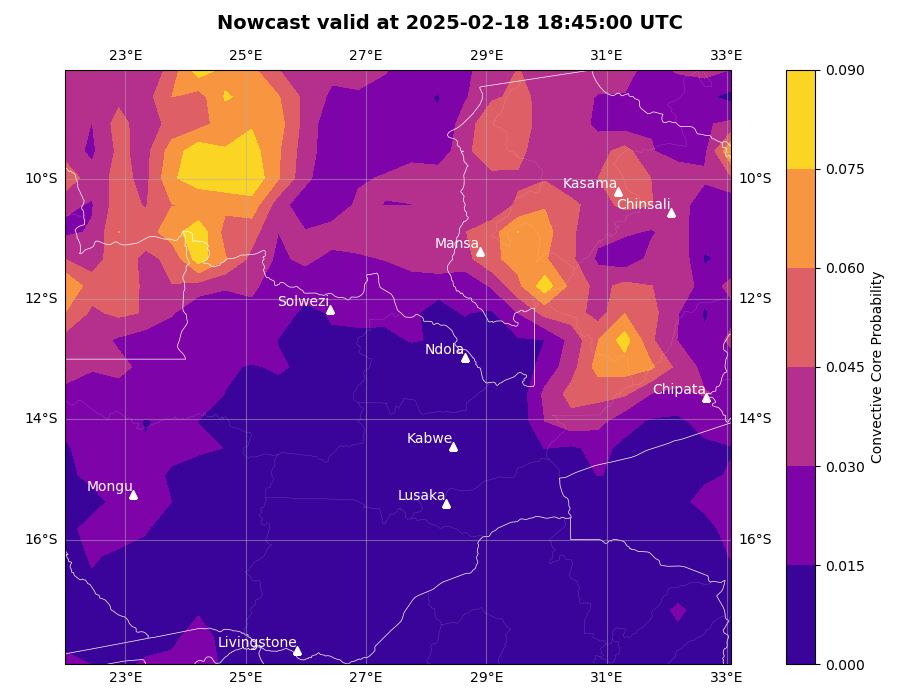 Nowcast valid at 2025-02-18 18:45:00 UTC
23°E 25°E 27°E 29°E 31°E 33°E
0.090
0.075
10°S 10°S
Kasama
Chinsali
Mansa
0.060
12°S 12°S
Solwezi
Ndola
0.045
Chipata
14°S 14°S
Kabwe
0.030
Mongu
Lusaka
16°S 16°S
0.015
Livingstone
0.000
23°E 25°E 27°E 29°E 31°E 33°E
Convective Core Probability